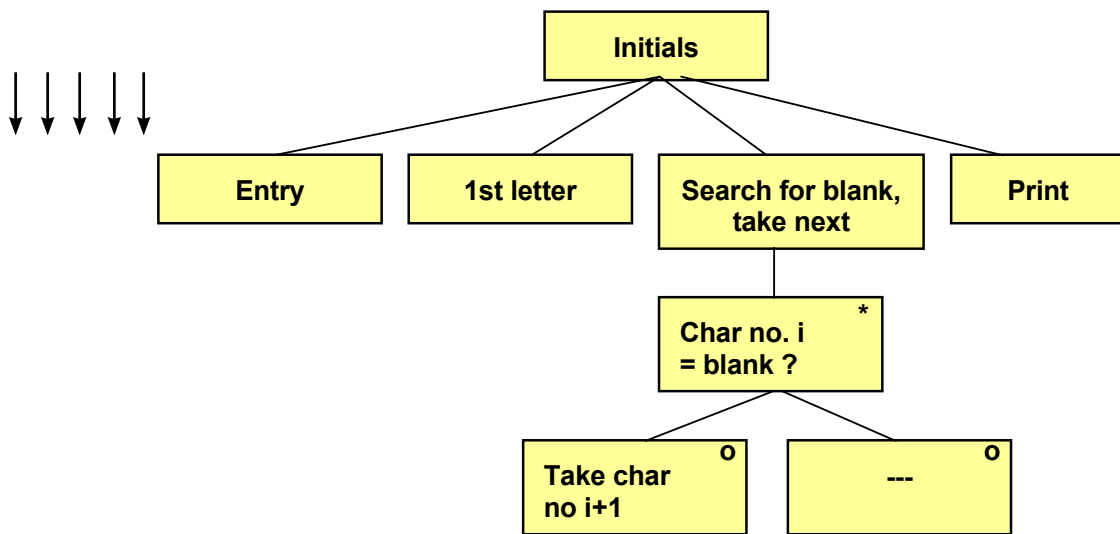 Initials
Entry
1st letter
Search for blank,
take next
Print
*
Char no. i
= blank ?
o
Take char
no i+1
o
---